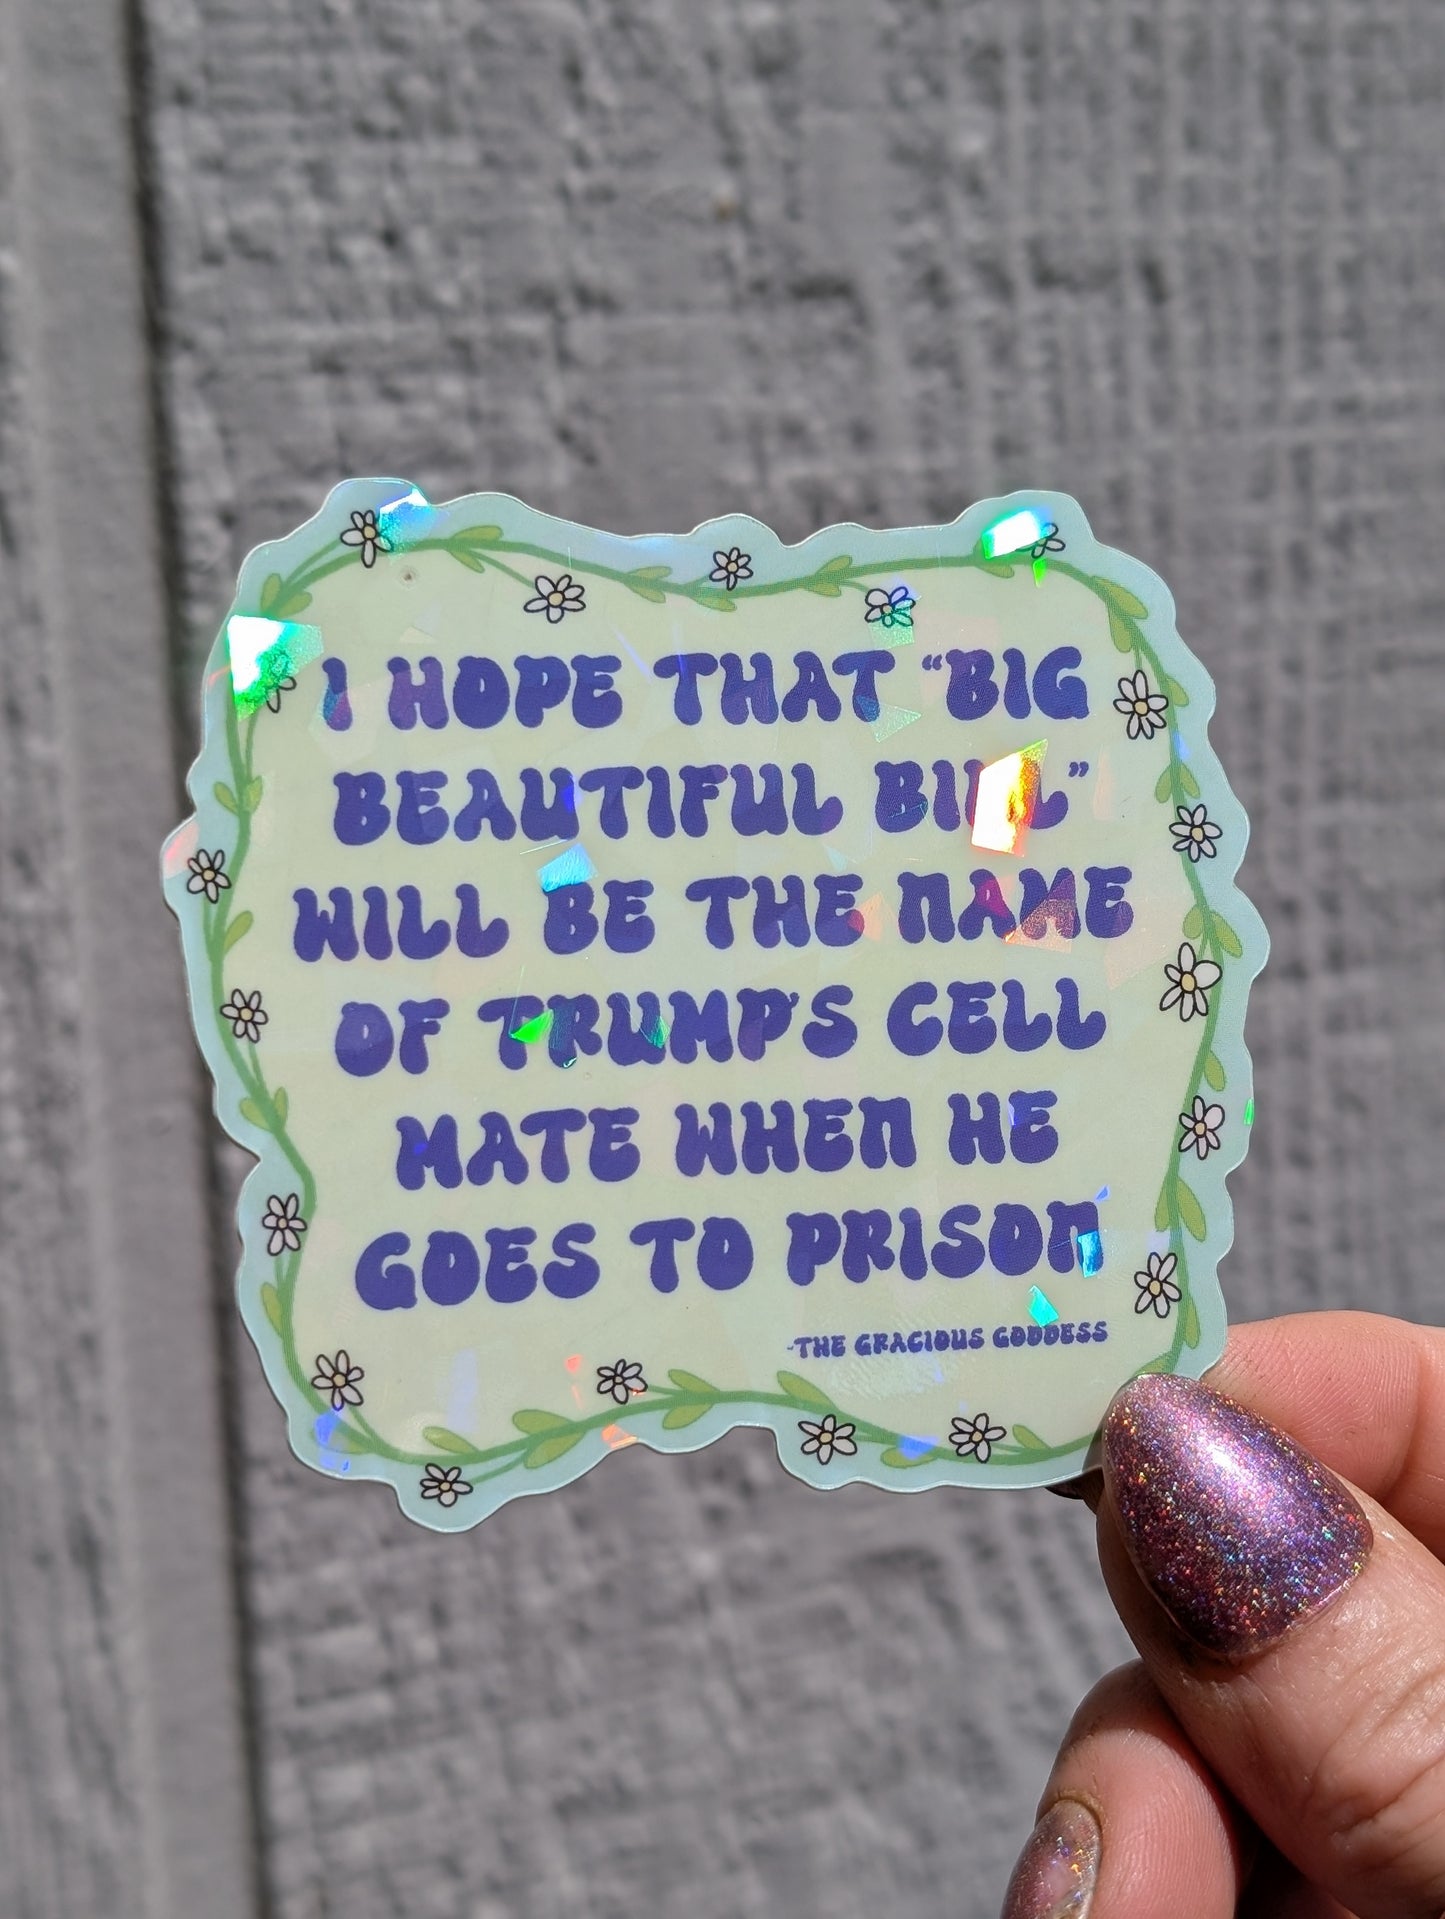 I HOPE THAT “BIG
BEAUTIFUL BILL”
WILL BE THE NAME
OF TRUMP'S CELL
MATE WHEN HE
GOES TO PRISON
-THE GRACIOUS GODDESS